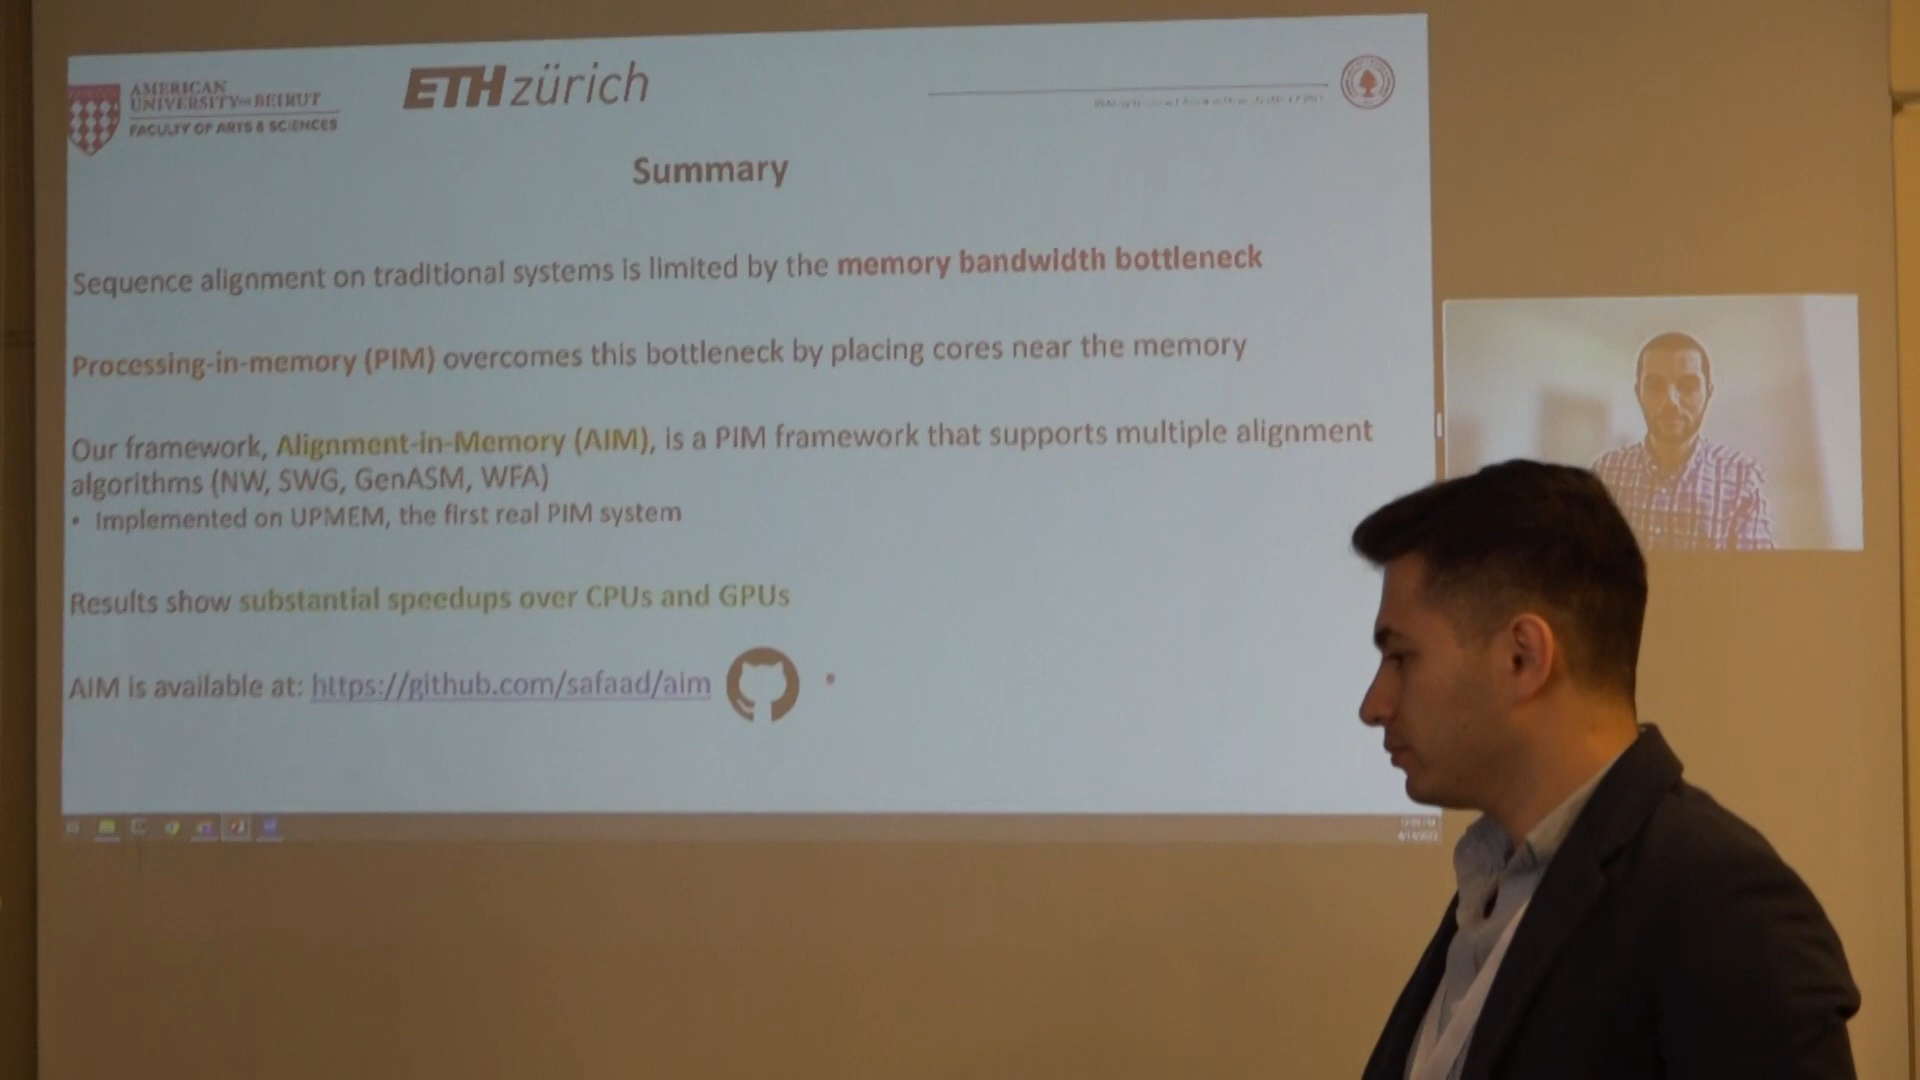 AMERICAN
UNIVERSITY OF BEIRUT
FACULTY OF ARTS & SCIENCES
ETH zürich
Summary
Sequence alignment on traditional systems is limited by the memory bandwidth bottleneck
Processing-in-memory (PIM) overcomes this bottleneck by placing cores near the memory
Our framework, Alignment-in-Memory (AIM), is a PIM framework that supports multiple alignment
algorithms (NW, SWG, GenASM, WFA)
• Implemented on UPMEM, the first real PIM system
Results show substantial speedups over CPUs and GPUs
AIM is available at: https://github.com/safaad/aim